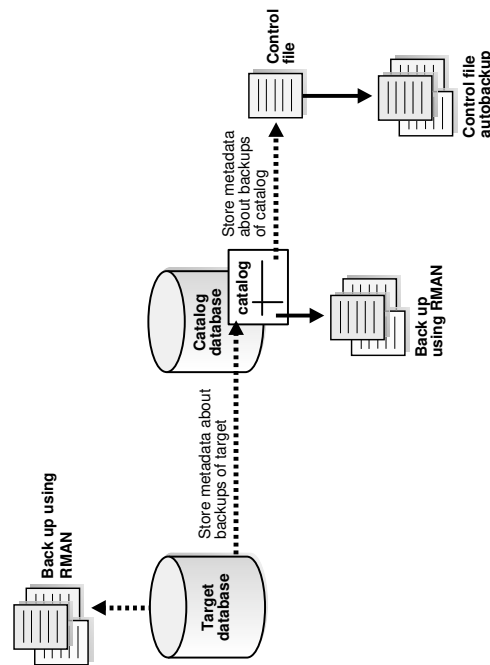 Back up using
RMAN
Target
database
Store metadata about
backups of target
Catalog
database
catalog
Back up
using RMAN
Store metadata
about backups
of catalog
Control
file
Control file
autobackup